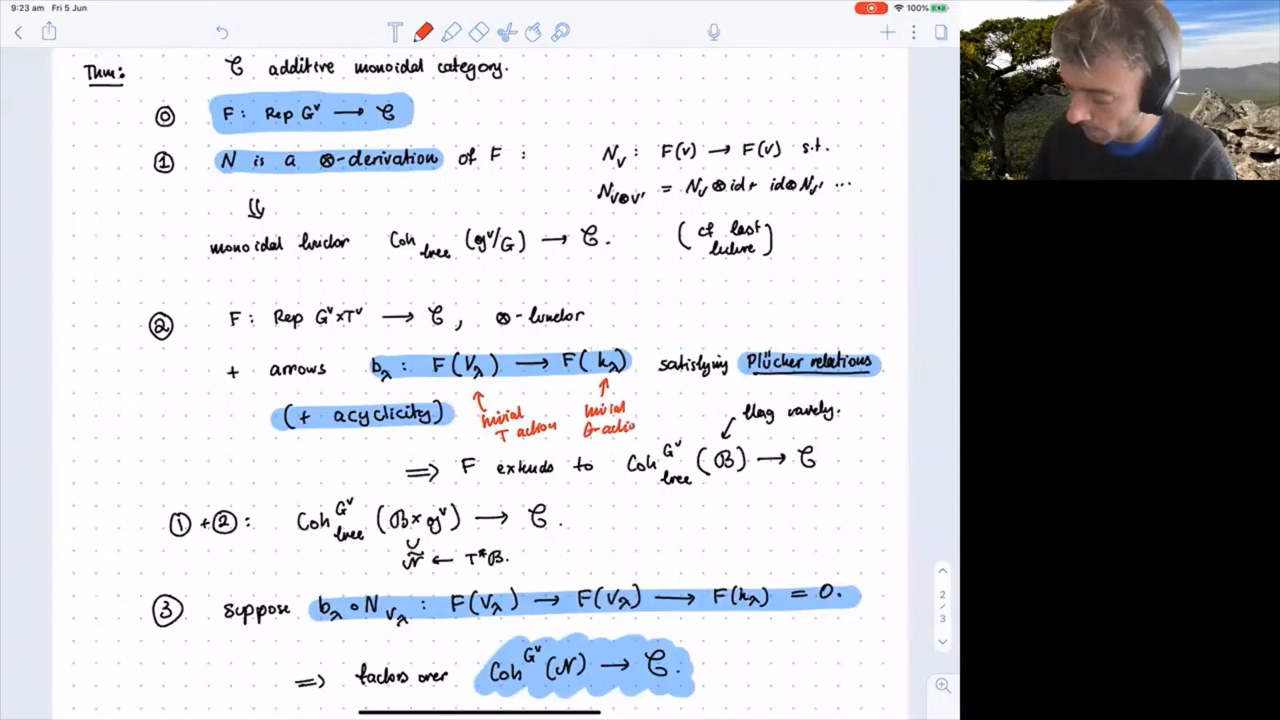 9:23 am Fri 5 Jun
100%
Thm: 𝒞 additive monoidal category.
⓪ F: Rep G^∨ → 𝒞
① N is a ⊗-derivation of F : N_V : F(V) → F(V) s.t.
N_{V⊗V'} = N_V ⊗ id + id ⊗ N_{V'} ...
⇓
monoidal functor Coh_free (g^∨/G) → 𝒞. (cf last lecture)
② F: Rep G^∨×T^∨ → 𝒞, ⊗-functor
+ arrows b_λ : F(V_λ) → F(k_λ) satisfying Plücker relations
(+ acyclicity) ↑ trivial T action ↑ trivial G-actio flag variety.
⇒ F extends to Coh^{G^∨}_free (ℬ) → 𝒞
① + ②: Coh^{G^∨}_free (ℬ × g^∨) → 𝒞.
∪
Ñ ← T*ℬ.
③ suppose b_λ ∘ N_{V_λ} : F(V_λ) → F(V_λ) → F(k_λ) = 0.
⇒ factors over Coh^{G^∨} (N) → 𝒞.
2
/
3